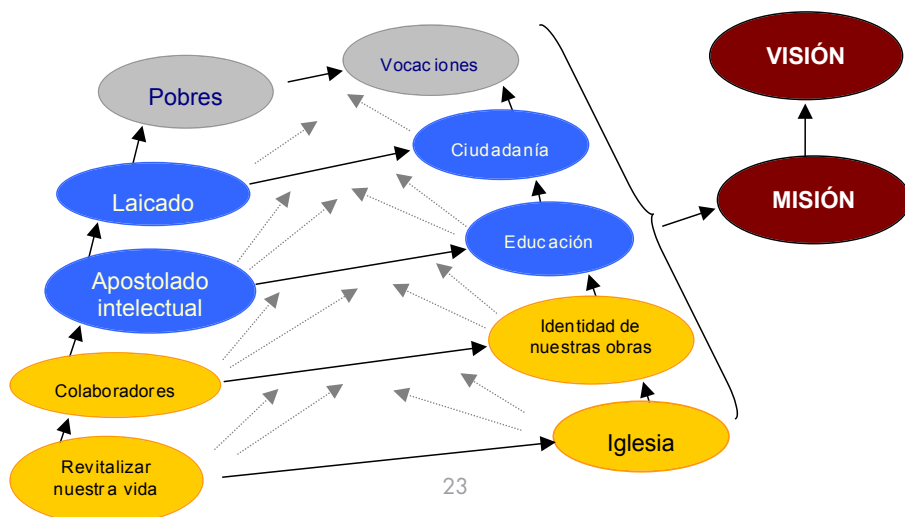 Vocaciones
VISIÓN
Pobres
Ciudadanía
Laicado
MISIÓN
Educación
Apostolado
intelectual
Identidad de
nuestras obras
Colaboradores
Iglesia
Revitalizar
nuestra vida
23